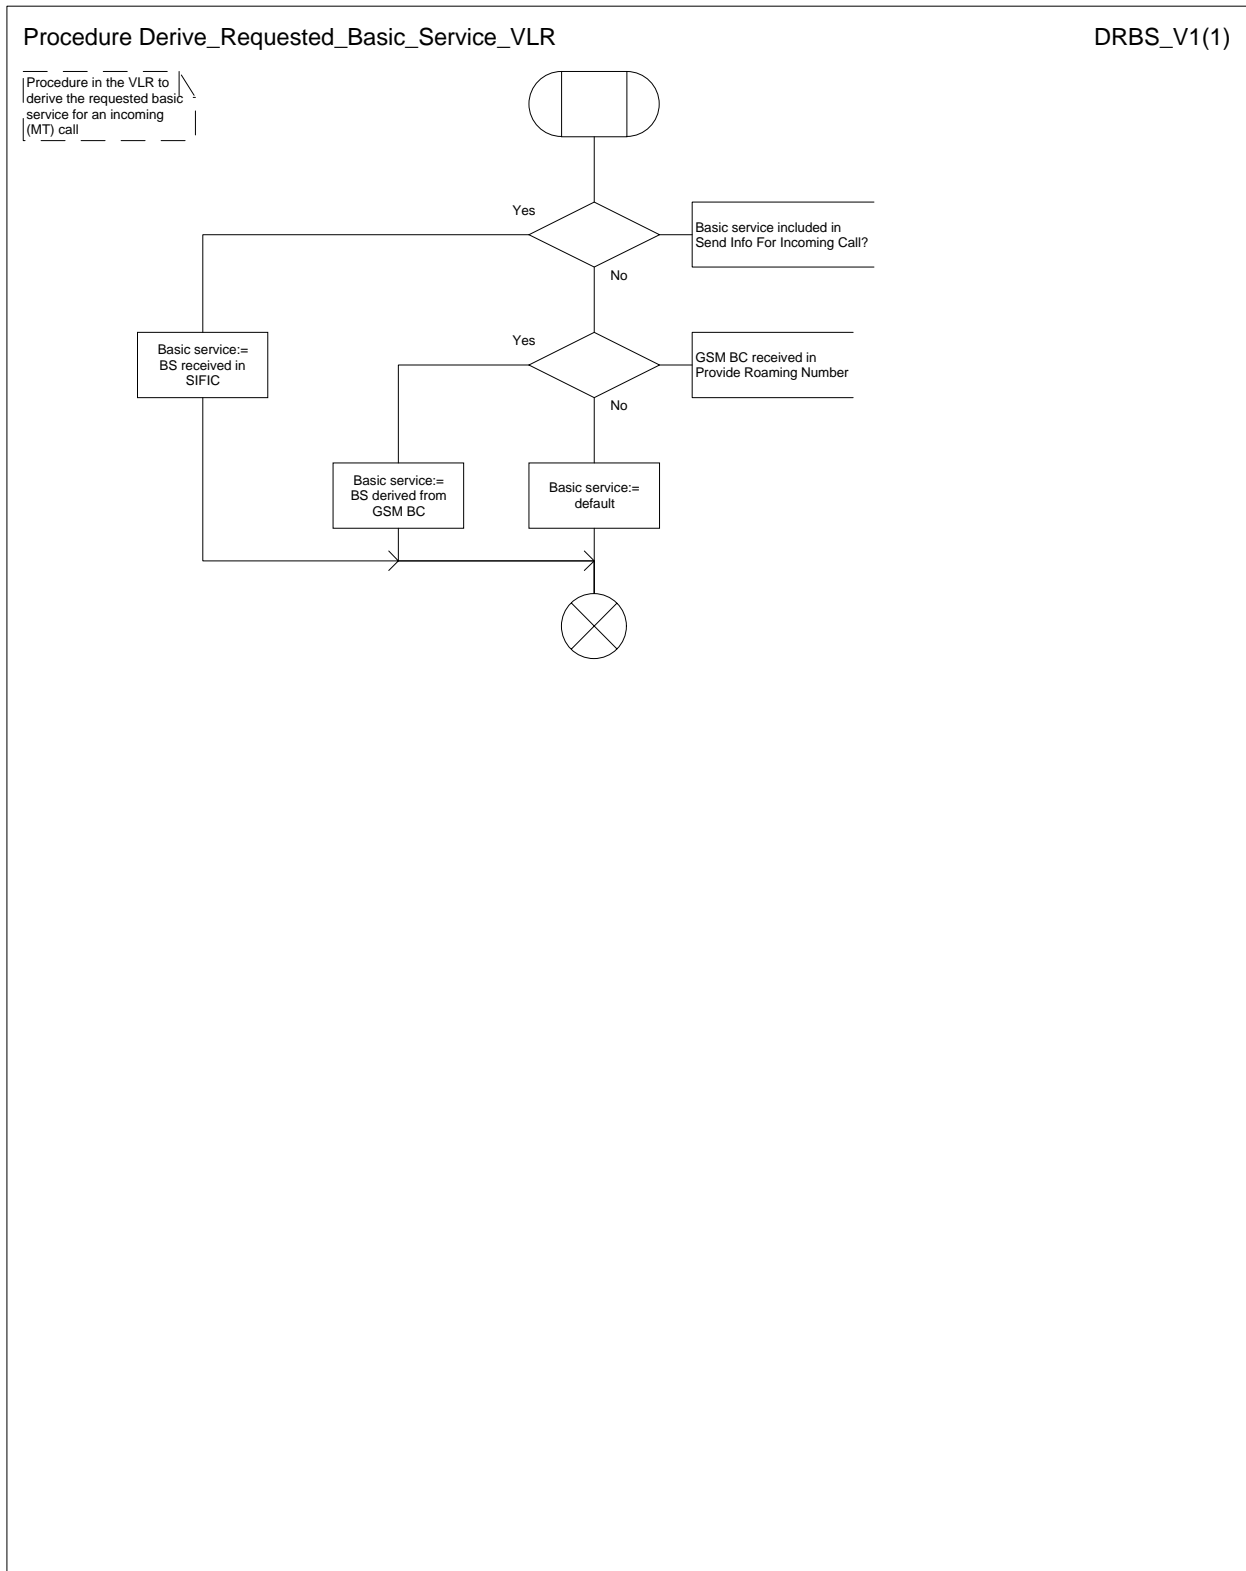 Procedure Derive_Requested_Basic_Service_VLR
DRBS_V1(1)
Procedure in the VLR to
derive the requested basic
service for an incoming
(MT) call
Yes
Basic service included in
Send Info For Incoming Call?
No
Yes
Basic service:=
BS received in
SIFIC
GSM BC received in
Provide Roaming Number
No
Basic service:=
BS derived from
GSM BC
Basic service:=
default